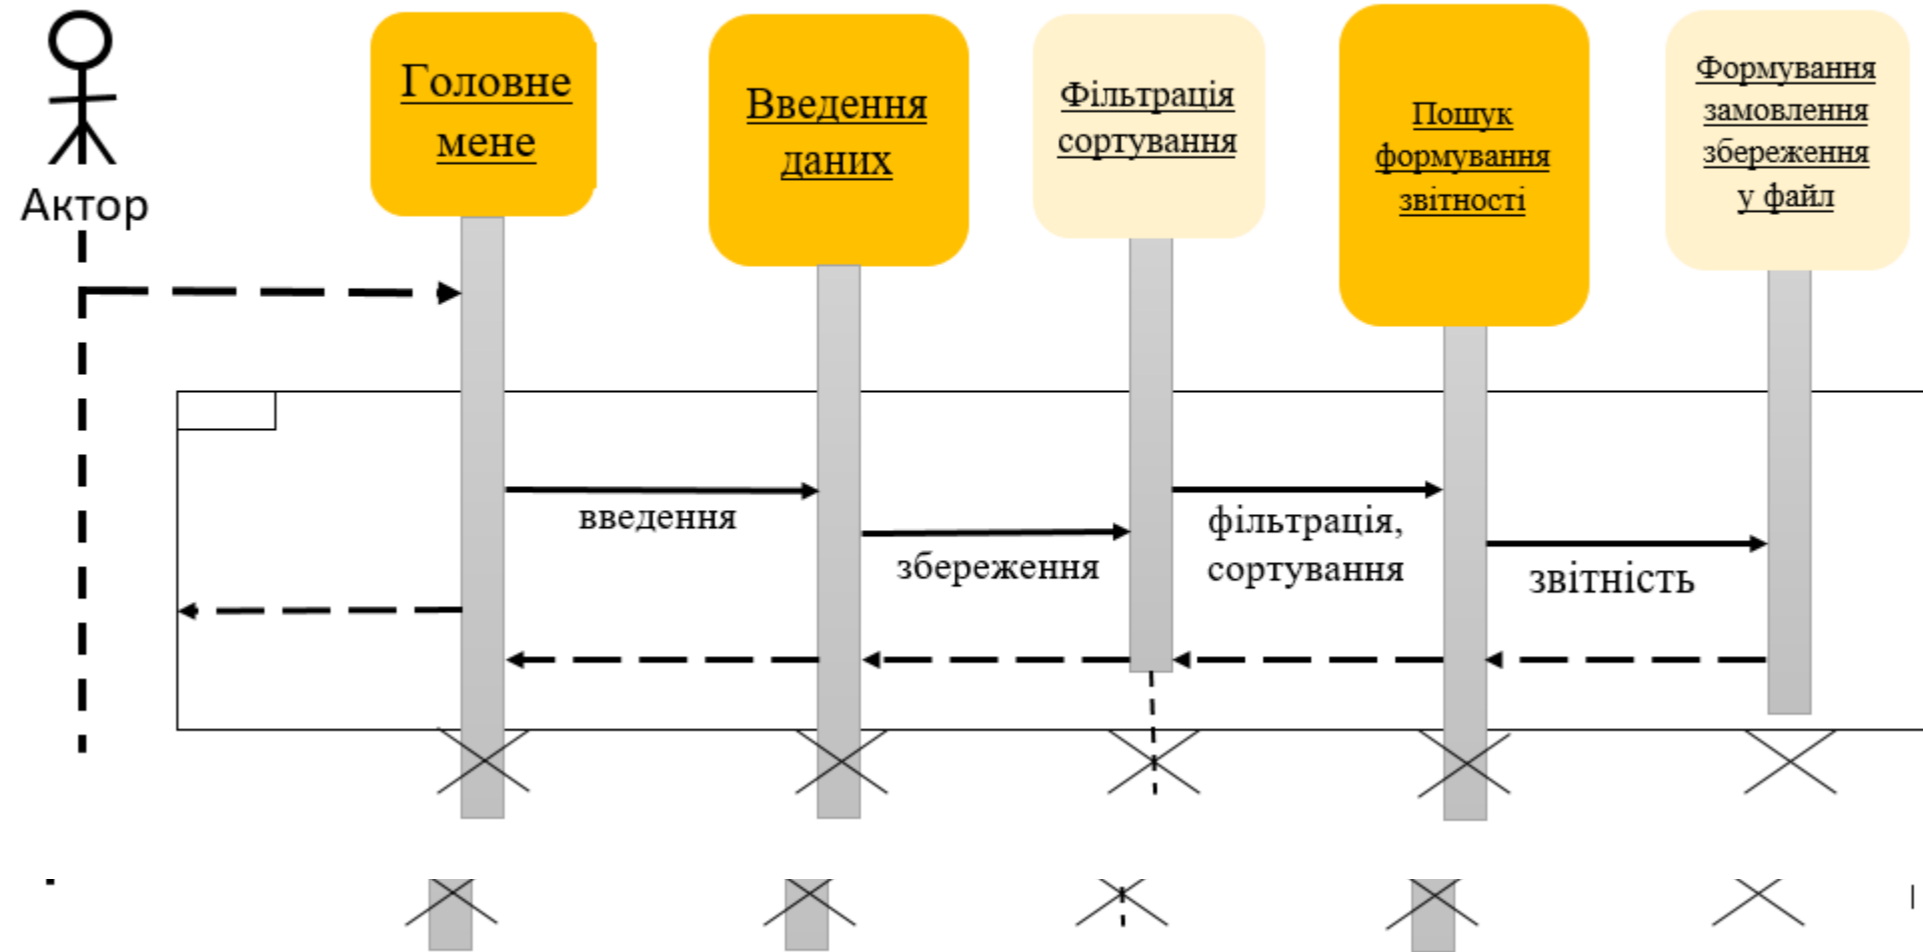 Актор
Головне
мене
Введення
даних
Фільтрація
сортування
Пошук
формування
звітності
Формування
замовлення
збереження
у файл
введення
збереження
фільтрація,
сортування
звітність